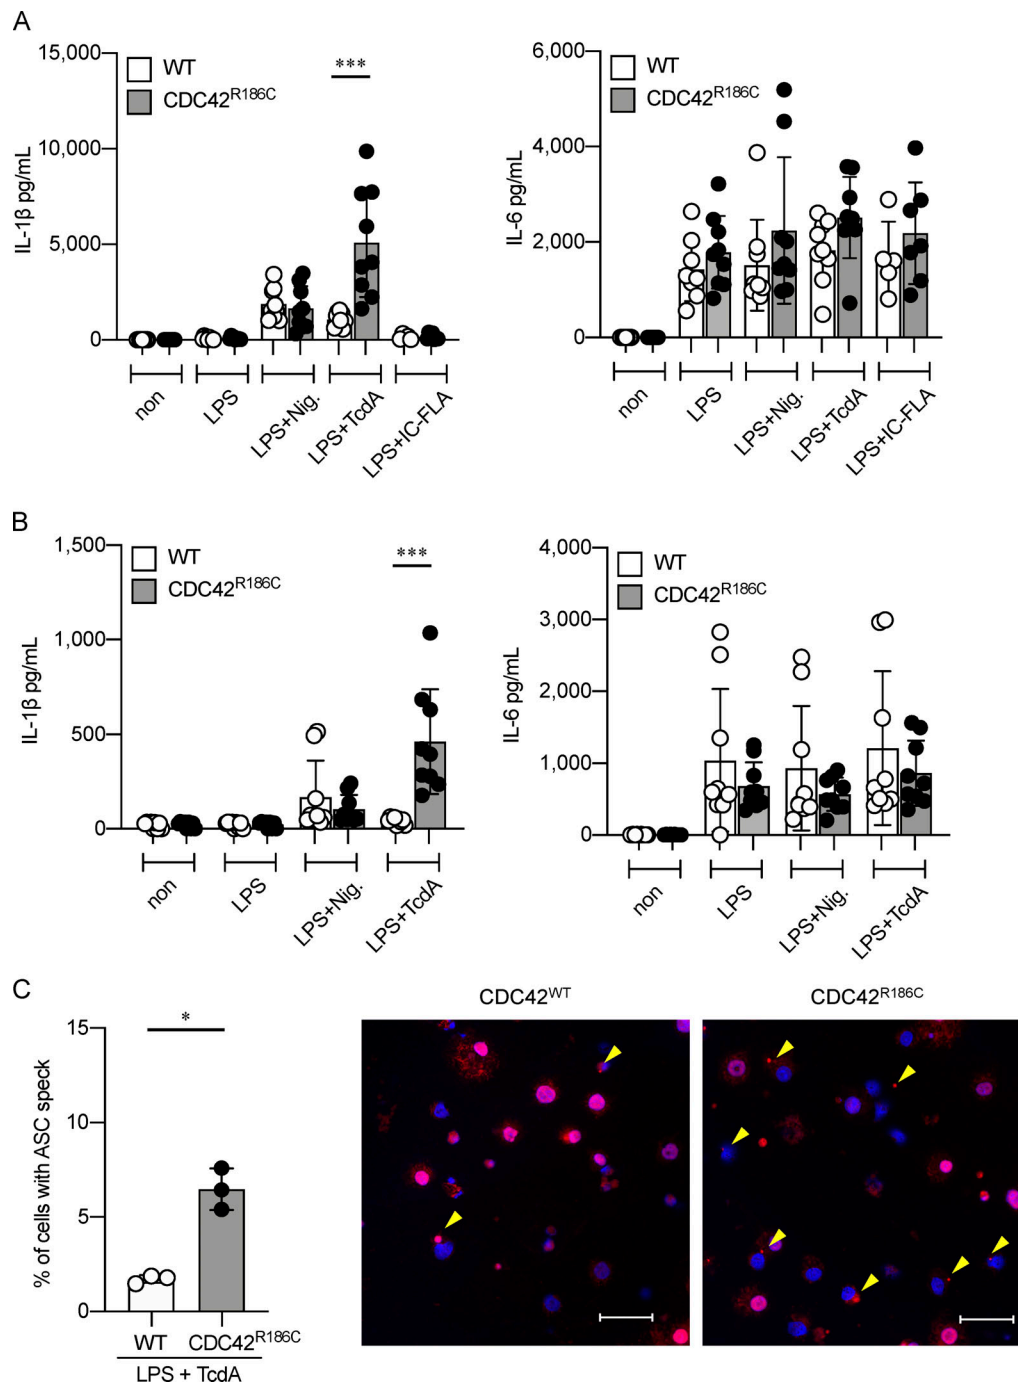 A
15,000
10,000
5,000
0
IL-1β pg/mL
WT
CDC42R186C
***
non
LPS
LPS+Nig.
LPS+TcdA
LPS+IC-FLA
6,000
4,000
2,000
0
IL-6 pg/mL
WT
CDC42R186C
non
LPS
LPS+Nig.
LPS+TcdA
LPS+IC-FLA
B
1,500
1,000
500
0
IL-1β pg/mL
WT
CDC42R186C
***
non
LPS
LPS+Nig.
LPS+TcdA
4,000
3,000
2,000
1,000
0
IL-6 pg/mL
WT
CDC42R186C
non
LPS
LPS+Nig.
LPS+TcdA
C
15
10
5
0
% of cells with ASC speck
*
WT CDC42R186C
LPS + TcdA
CDC42WT
CDC42R186C